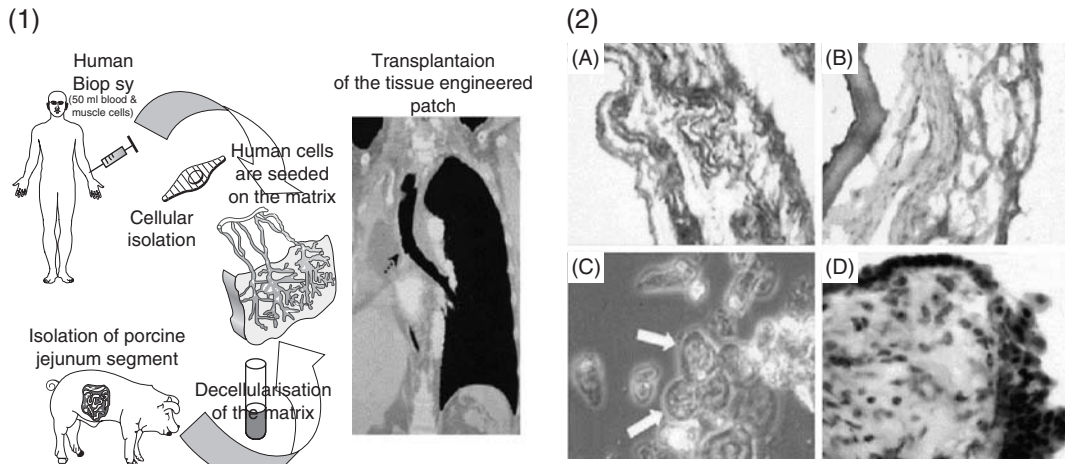 (1)
Human
Biop sy
(50 ml blood &
muscle cells)
Cellular
isolation
Human cells
are seeded
on the matrix
Isolation of porcine
jejunum segment
Decellularisation
of the matrix
Transplantaion
of the tissue engineered
patch
(2)
(A)
(B)
(C)
(D)